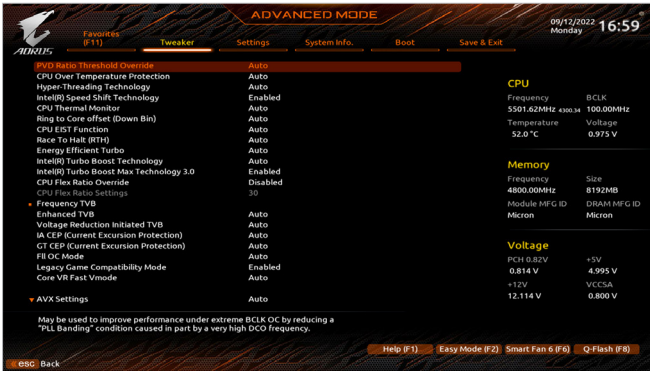 ADVANCED MODE
09/12/2022 Monday 16:59
AORUS
Favorites (F11) Tweaker Settings System Info. Boot Save & Exit
PVD Ratio Threshold Override Auto
CPU Over Temperature Protection Auto
Hyper-Threading Technology Auto
Intel(R) Speed Shift Technology Enabled
CPU Thermal Monitor Auto
Ring to Core offset (Down Bin) Auto
CPU EIST Function Auto
Race To Halt (RTH) Auto
Energy Efficient Turbo Auto
Intel(R) Turbo Boost Technology Auto
Intel(R) Turbo Boost Max Technology 3.0 Enabled
CPU Flex Ratio Override Disabled
CPU Flex Ratio Settings 30
Frequency TVB
Enhanced TVB Auto
Voltage Reduction Initiated TVB Auto
IA CEP (Current Excursion Protection) Auto
GT CEP (Current Excursion Protection) Auto
Fll OC Mode Auto
Legacy Game Compatibility Mode Enabled
Core VR Fast Vmode Auto
AVX Settings Auto
CPU
Frequency BCLK
5501.62MHz 4300.34 100.00MHz
Temperature Voltage
52.0 °C 0.975 V
Memory
Frequency Size
4800.00MHz 8192MB
Module MFG ID DRAM MFG ID
Micron Micron
Voltage
PCH 0.82V +5V
0.814 V 4.995 V
+12V VCCSA
12.114 V 0.800 V
May be used to improve performance under extreme BCLK OC by reducing a
"PLL Banding" condition caused in part by a very high DCO frequency.
Help (F1) Easy Mode (F2) Smart Fan 6 (F6) Q-Flash (F8)
esc Back